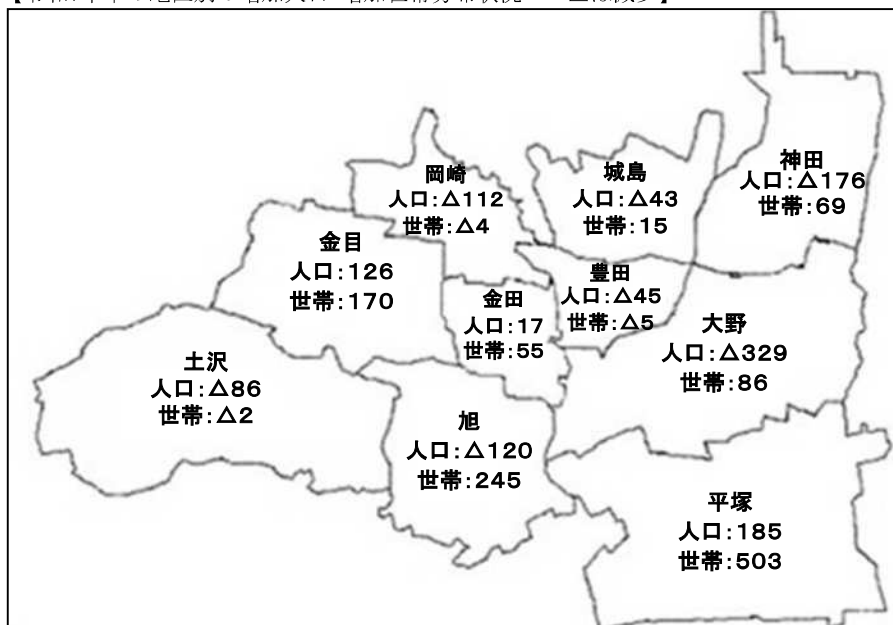 神田
人口:△176
世帯:69
城島
人口:△43
世帯:15
岡崎
人口:△112
世帯:△4
金目
人口:126
世帯:170
豊田
人口:△45
世帯:△5
金田
人口:17
世帯:55
大野
人口:△329
世帯:86
土沢
人口:△86
世帯:△2
旭
人口:△120
世帯:245
平塚
人口:185
世帯:503